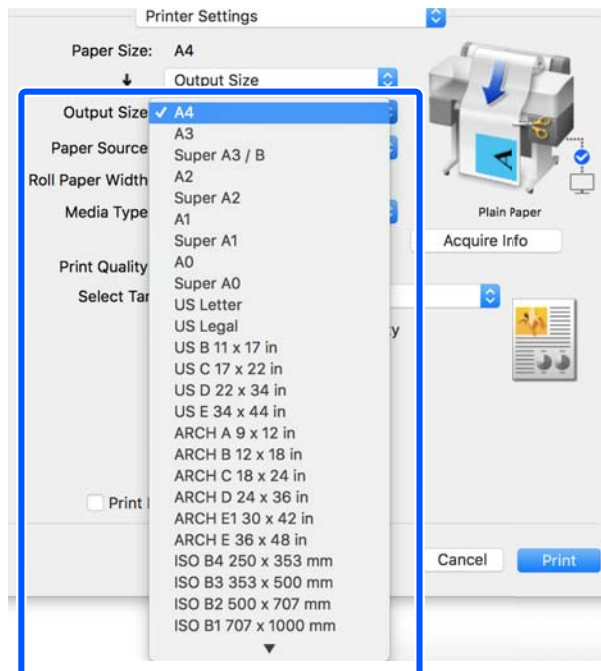 Printer Settings
Paper Size: A4
Output Size
Output Size ✓ A4
Paper Source
Roll Paper Width
Media Type
Print Quality
Select Tar
Print
A3
Super A3 / B
A2
Super A2
A1
Super A1
A0
Super A0
US Letter
US Legal
US B 11 x 17 in
US C 17 x 22 in
US D 22 x 34 in
US E 34 x 44 in
ARCH A 9 x 12 in
ARCH B 12 x 18 in
ARCH C 18 x 24 in
ARCH D 24 x 36 in
ARCH E1 30 x 42 in
ARCH E 36 x 48 in
ISO B4 250 x 353 mm
ISO B3 353 x 500 mm
ISO B2 500 x 707 mm
ISO B1 707 x 1000 mm
A
Plain Paper
Acquire Info
y
Cancel
Print